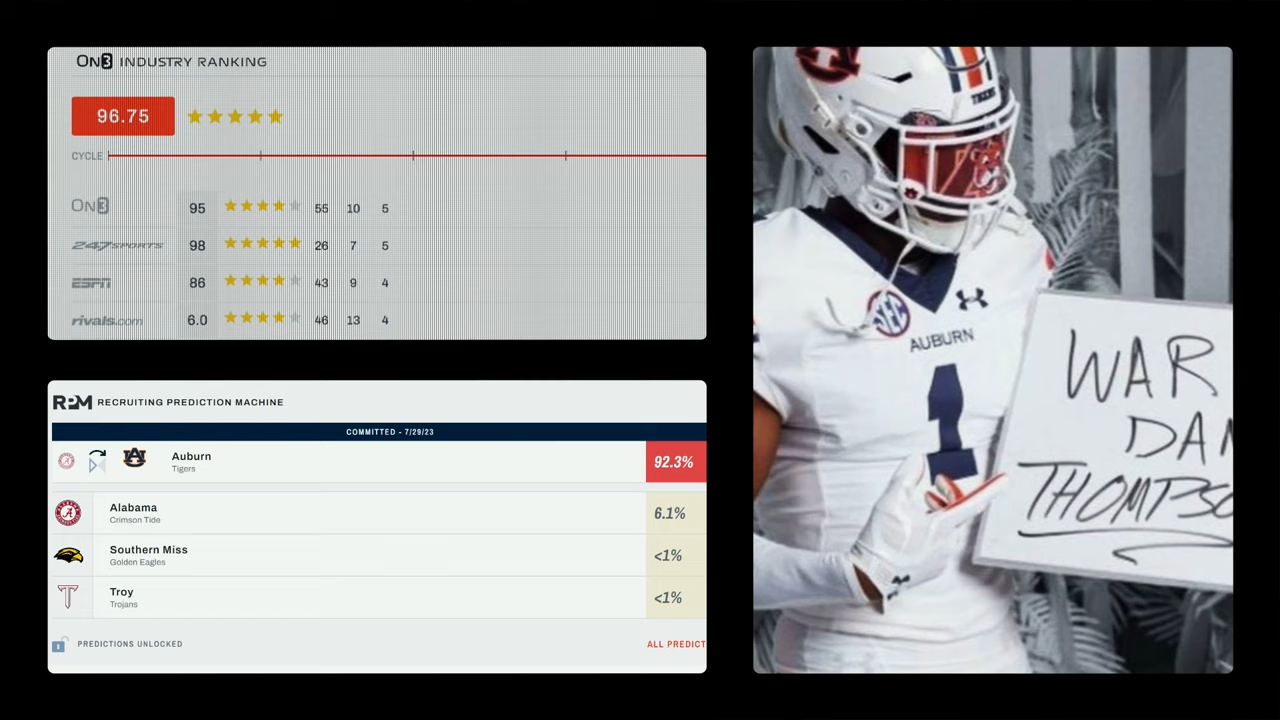 ON3 INDUSTRY RANKING
96.75
CYCLE
ON3 95 55 10 5
247SPORTS 98 26 7 5
ESPN 86 43 9 4
rivals.com 6.0 46 13 4
RPM RECRUITING PREDICTION MACHINE
COMMITTED - 7/29/23
Auburn
Tigers
92.3%
Alabama
Crimson Tide
6.1%
Southern Miss
Golden Eagles
<1%
Troy
Trojans
<1%
PREDICTIONS UNLOCKED
ALL PREDICT
TIGERS
SEC
AUBURN
1
WAR
DAM
THOMPSO